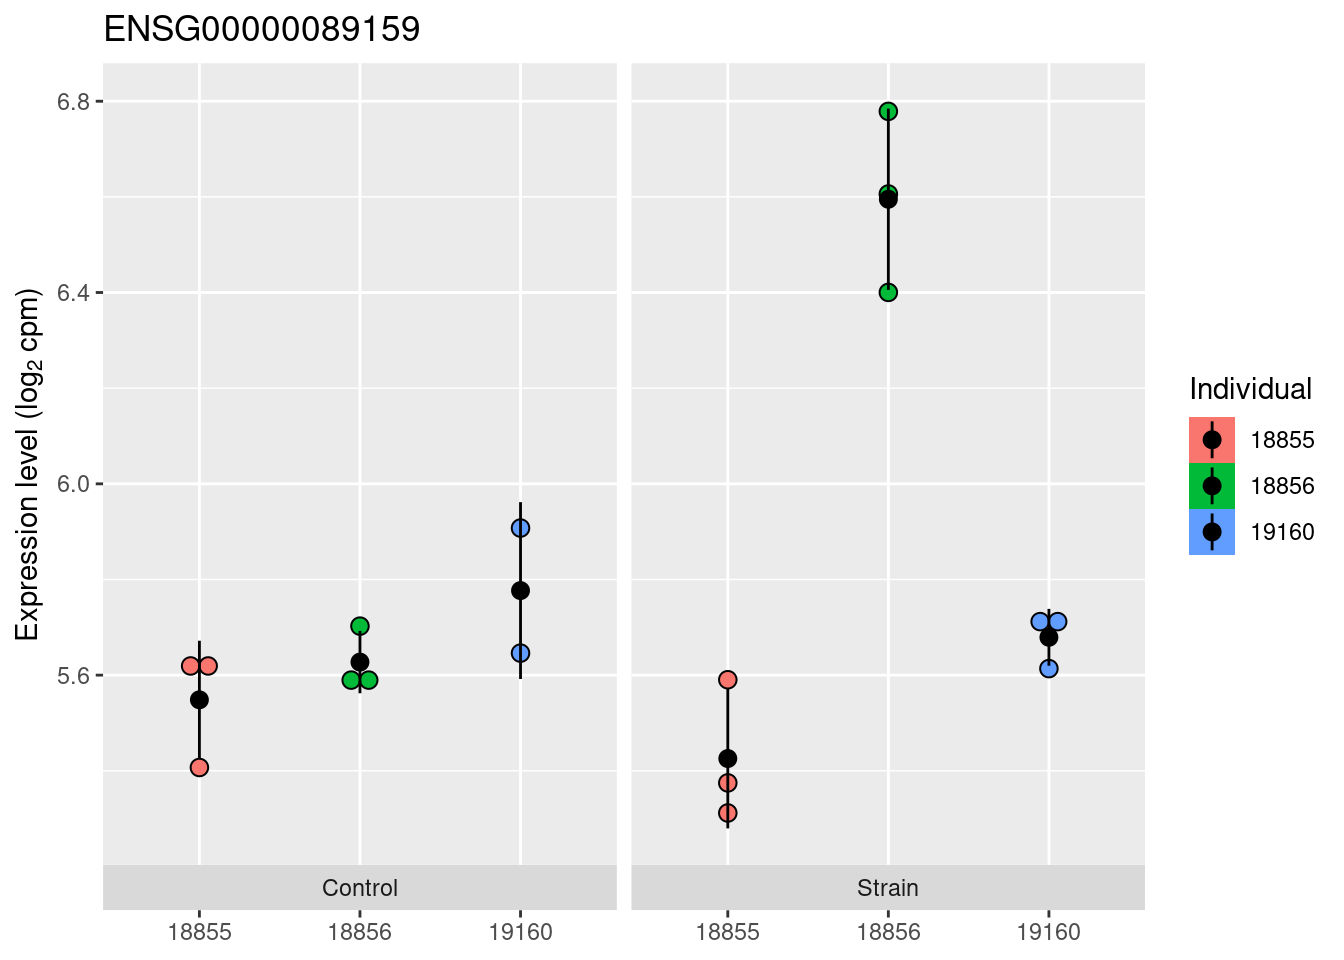 ENSG00000089159
Expression level (log₂ cpm)
6.8
6.4
6.0
5.6
Control
Strain
18855
18856
19160
18855
18856
19160
Individual
18855
18856
19160